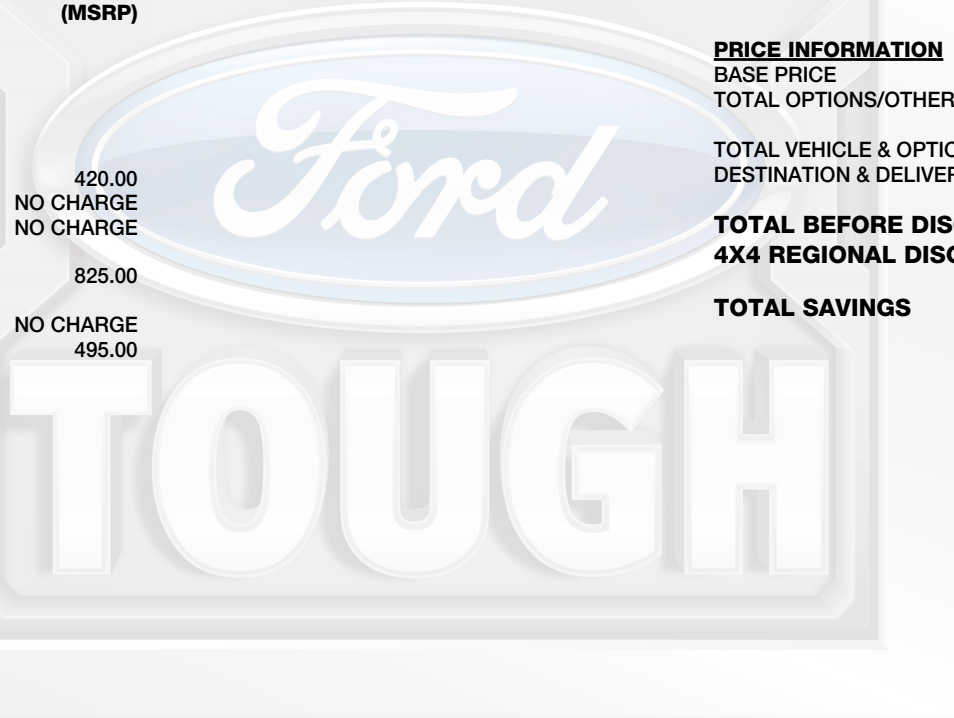 (MSRP)
420.00
NO CHARGE
NO CHARGE
825.00
NO CHARGE
495.00
PRICE INFORMATION
BASE PRICE
TOTAL OPTIONS/OTHER
TOTAL VEHICLE & OPTIO
DESTINATION & DELIVER
TOTAL BEFORE DIS
4X4 REGIONAL DISC
TOTAL SAVINGS
Ford
TOUGH